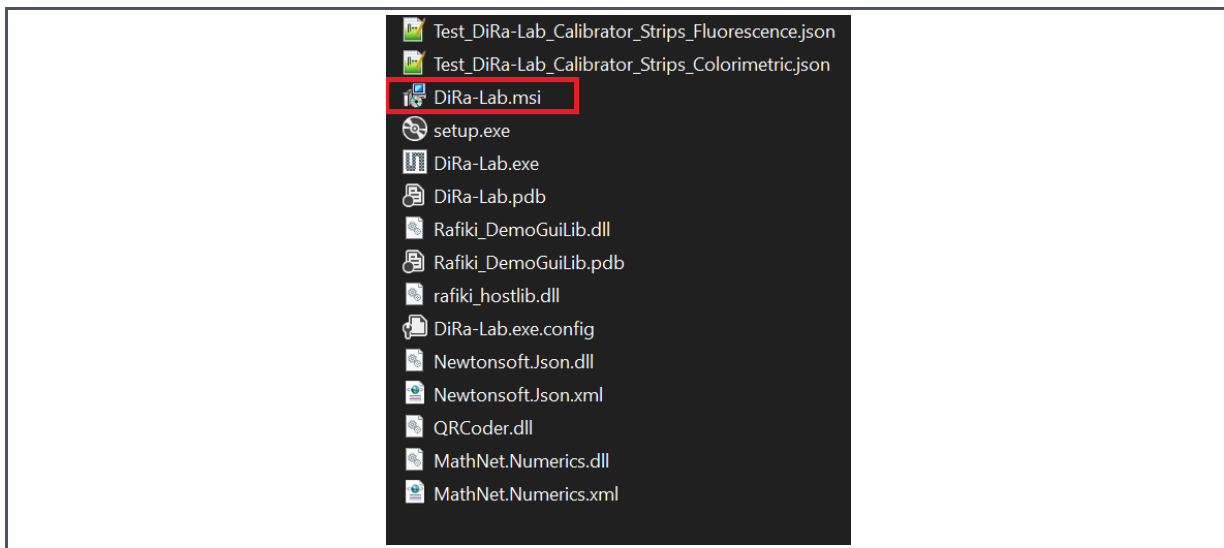 Test_DiRa-Lab_Calibrator_Strips_Fluorescence.json
Test_DiRa-Lab_Calibrator_Strips_Colorimetric.json
DiRa-Lab.msi
setup.exe
DiRa-Lab.exe
DiRa-Lab.pdb
Rafiki_DemoGuiLib.dll
Rafiki_DemoGuiLib.pdb
rafiki_hostlib.dll
DiRa-Lab.exe.config
Newtonsoft.Json.dll
Newtonsoft.Json.xml
QRCoder.dll
MathNet.Numerics.dll
MathNet.Numerics.xml